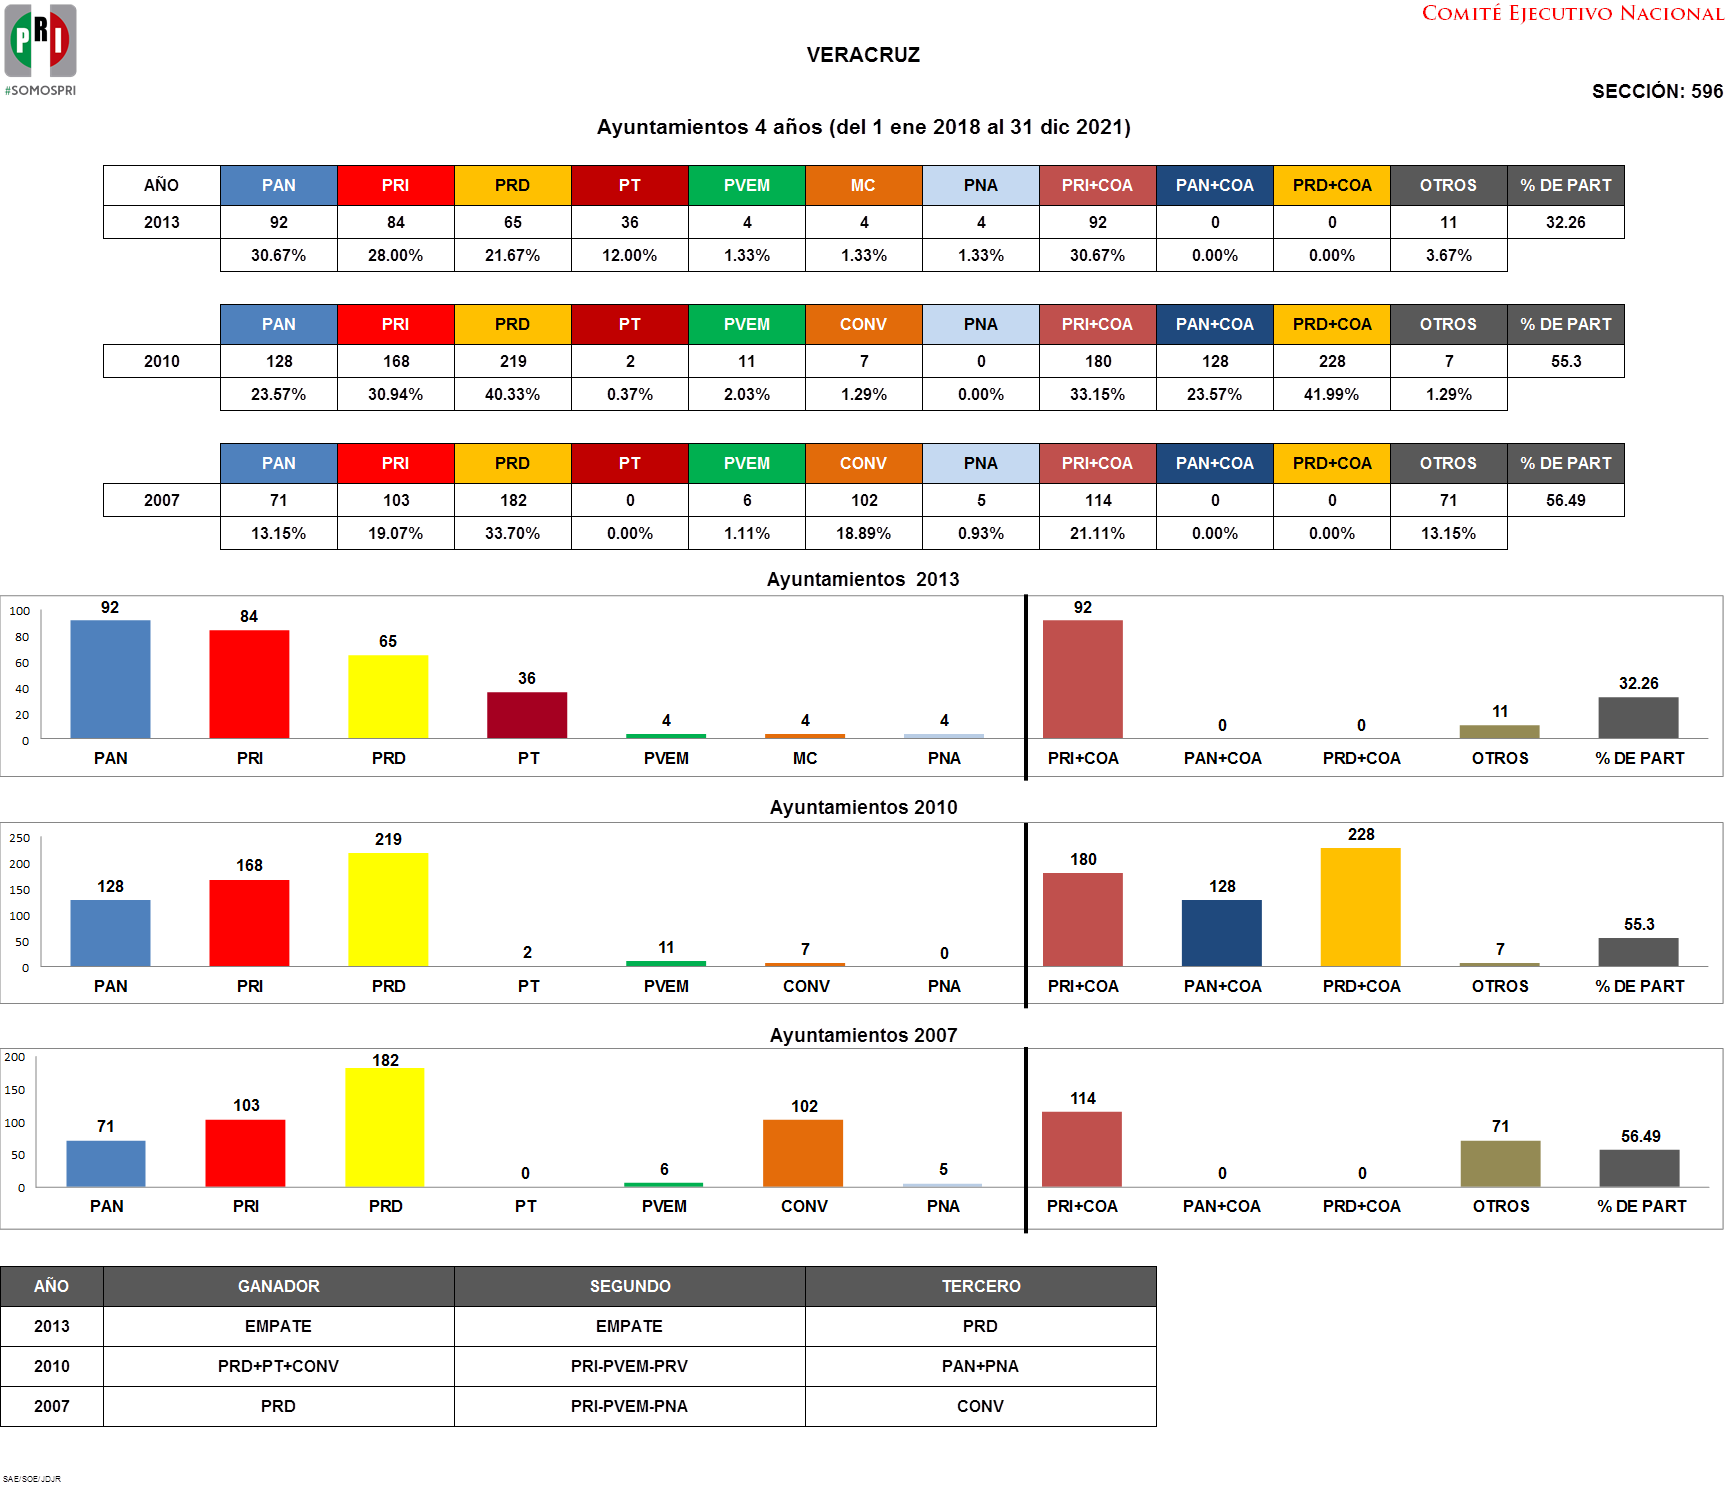 COMITÉ EJECUTIVO NACIONAL
PRI
#SOMOSPRI
VERACRUZ
SECCIÓN: 596
Ayuntamientos 4 años (del 1 ene 2018 al 31 dic 2021)
AÑO PAN PRI PRD PT PVEM MC PNA PRI+COA PAN+COA PRD+COA OTROS % DE PART
2013 92 84 65 36 4 4 4 92 0 0 11 32.26
30.67% 28.00% 21.67% 12.00% 1.33% 1.33% 1.33% 30.67% 0.00% 0.00% 3.67%
PAN PRI PRD PT PVEM CONV PNA PRI+COA PAN+COA PRD+COA OTROS % DE PART
2010 128 168 219 2 11 7 0 180 128 228 7 55.3
23.57% 30.94% 40.33% 0.37% 2.03% 1.29% 0.00% 33.15% 23.57% 41.99% 1.29%
PAN PRI PRD PT PVEM CONV PNA PRI+COA PAN+COA PRD+COA OTROS % DE PART
2007 71 103 182 0 6 102 5 114 0 0 71 56.49
13.15% 19.07% 33.70% 0.00% 1.11% 18.89% 0.93% 21.11% 0.00% 0.00% 13.15%
Ayuntamientos 2013
100
80
60
40
20
0
92 84 65 36 4 4 4 92 0 0 11 32.26
PAN PRI PRD PT PVEM MC PNA PRI+COA PAN+COA PRD+COA OTROS % DE PART
Ayuntamientos 2010
250
200
150
100
50
0
128 168 219 2 11 7 0 180 128 228 7 55.3
PAN PRI PRD PT PVEM CONV PNA PRI+COA PAN+COA PRD+COA OTROS % DE PART
Ayuntamientos 2007
200
150
100
50
0
71 103 182 0 6 102 5 114 0 0 71 56.49
PAN PRI PRD PT PVEM CONV PNA PRI+COA PAN+COA PRD+COA OTROS % DE PART
AÑO GANADOR SEGUNDO TERCERO
2013 EMPATE EMPATE PRD
2010 PRD+PT+CONV PRI-PVEM-PRV PAN+PNA
2007 PRD PRI-PVEM-PNA CONV
SAE/SOE/JDJR